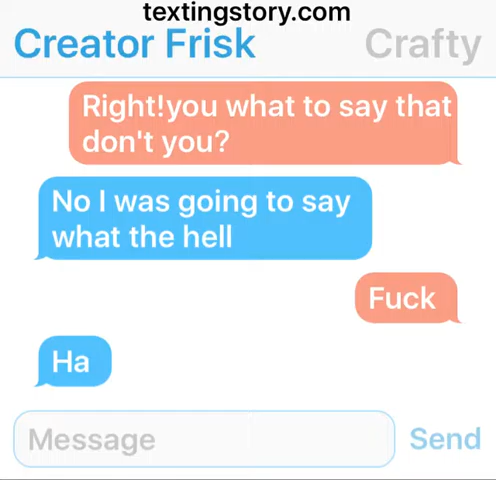 textingstory.com
Creator Frisk Crafty
Right!you what to say that
don't you?
No I was going to say
what the hell
Fuck
Ha
Message Send